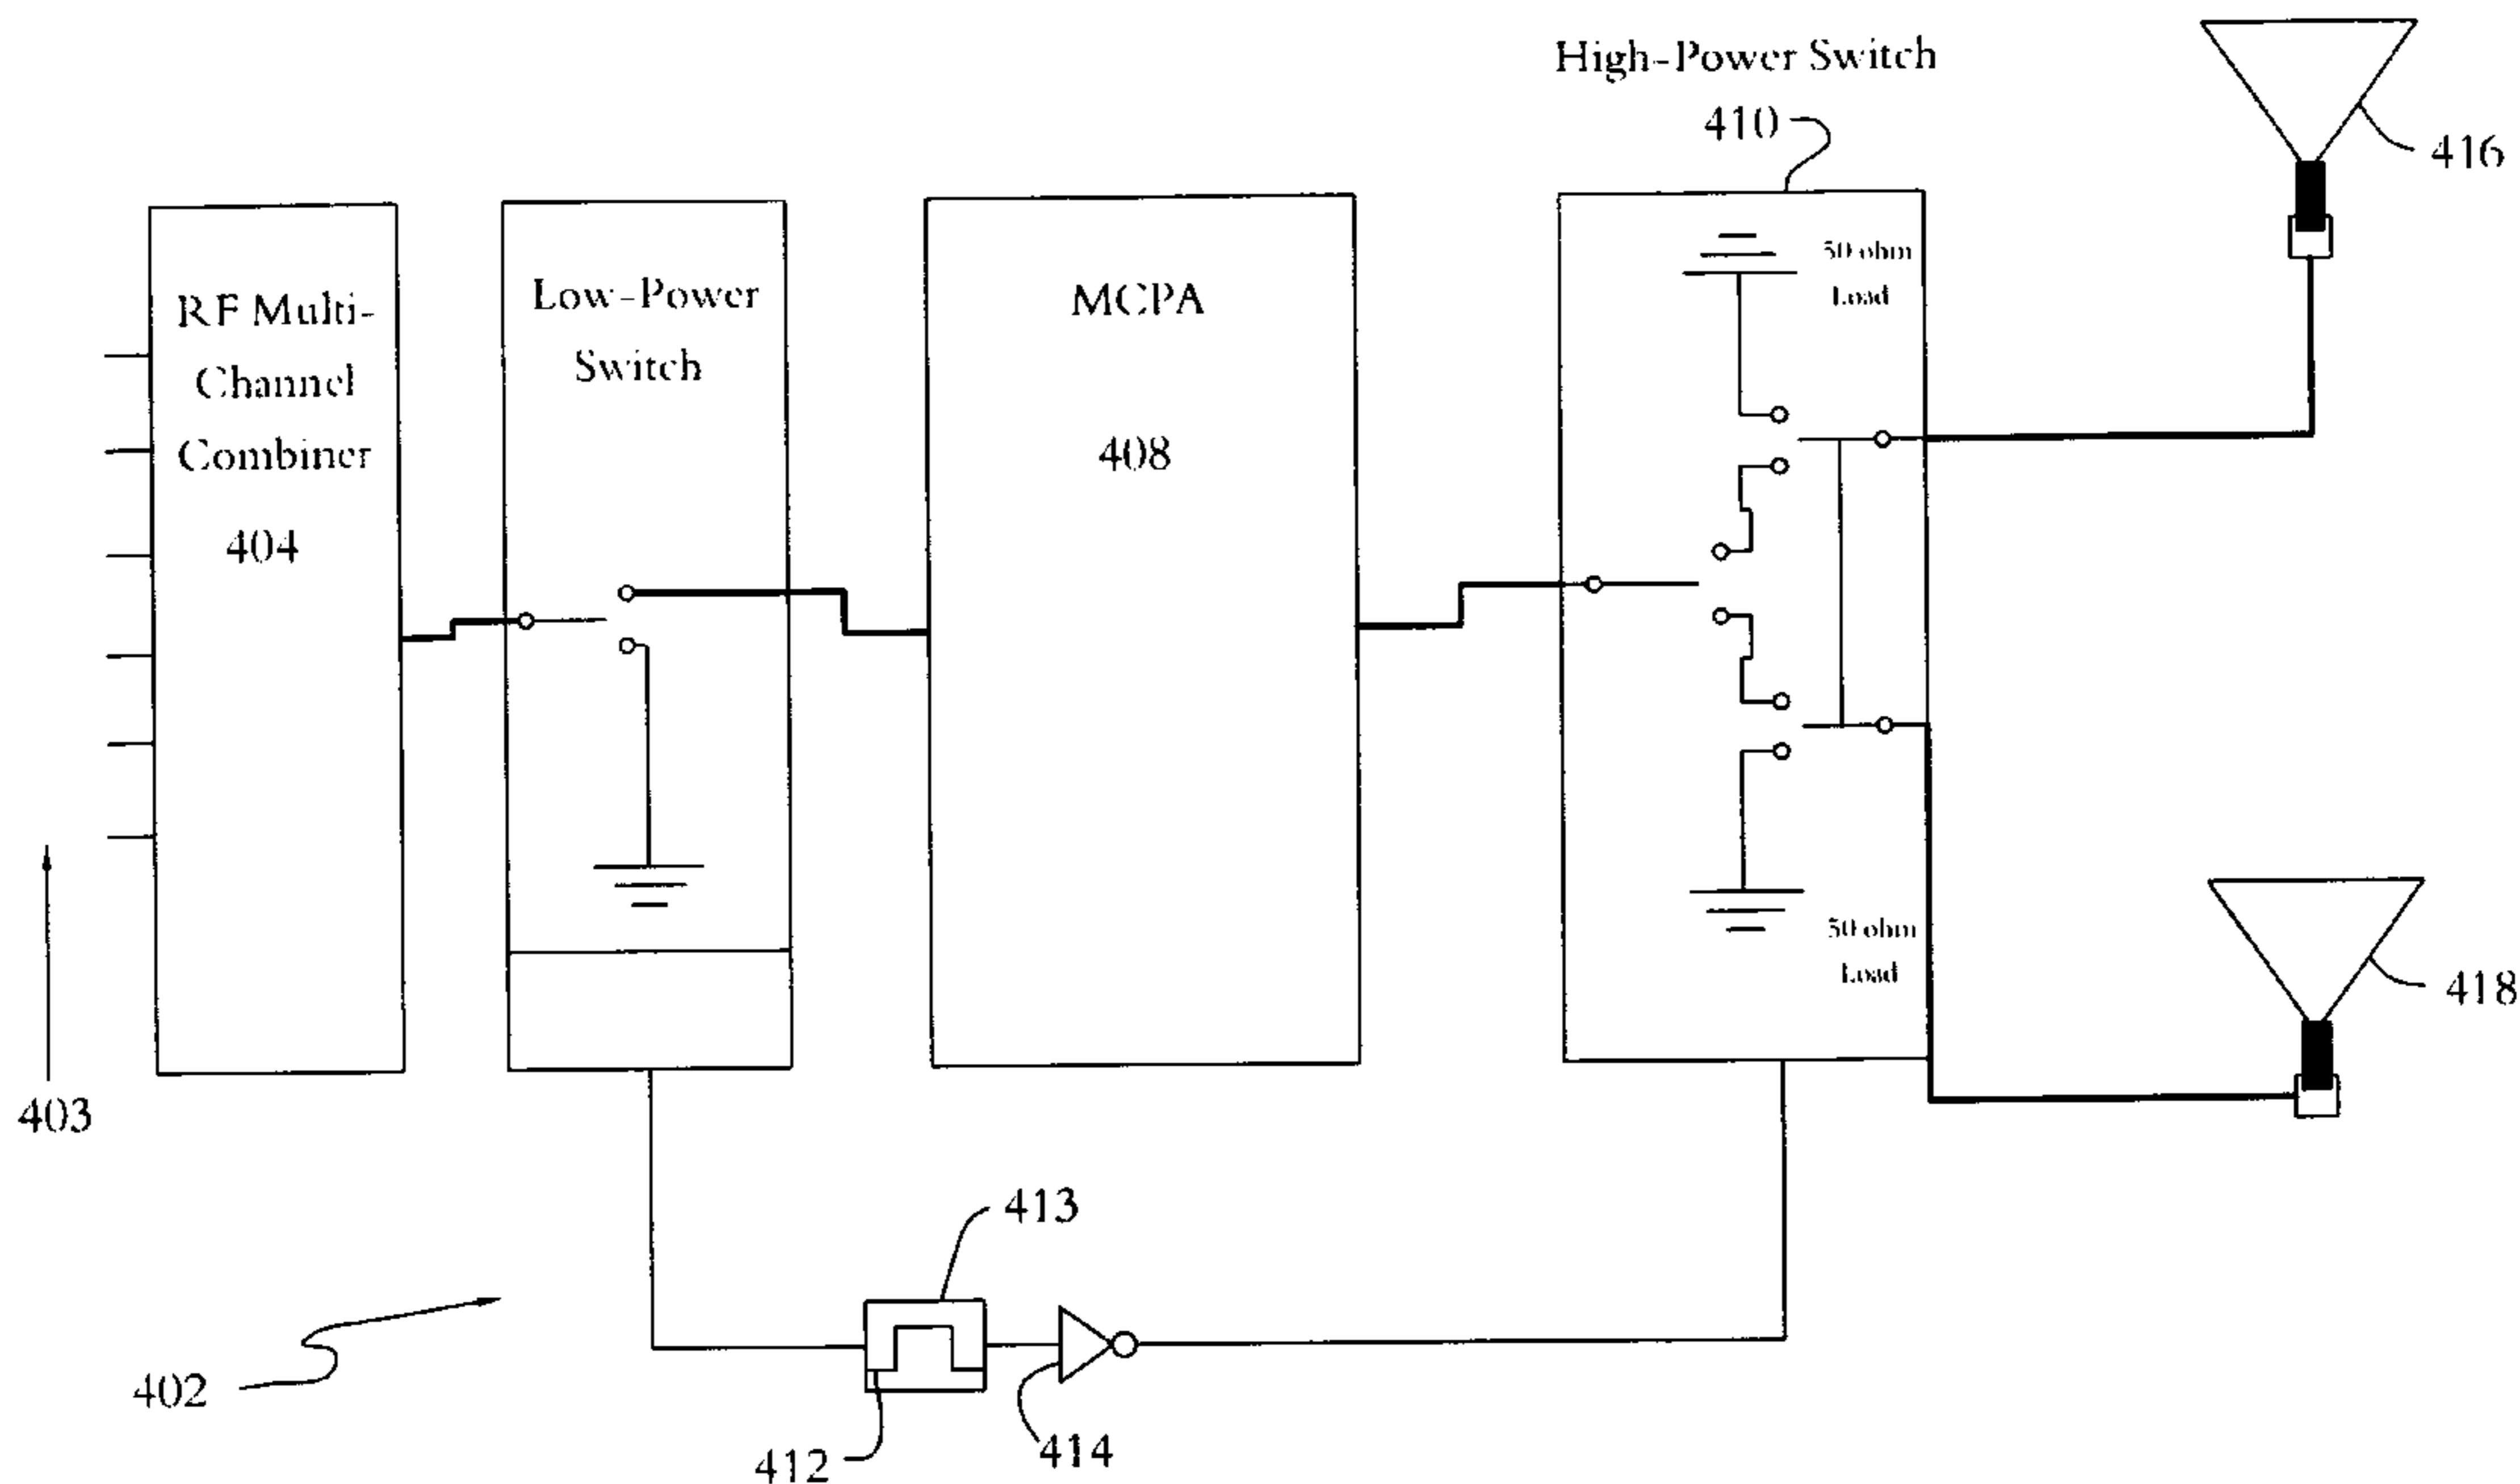 High-Power Switch
410
416
RF Multi-
Channel
Combiner
404
Low-Power
Switch
MCPA
408
50 ohm
Load
50 ohm
Load
418
403
413
402
412
414